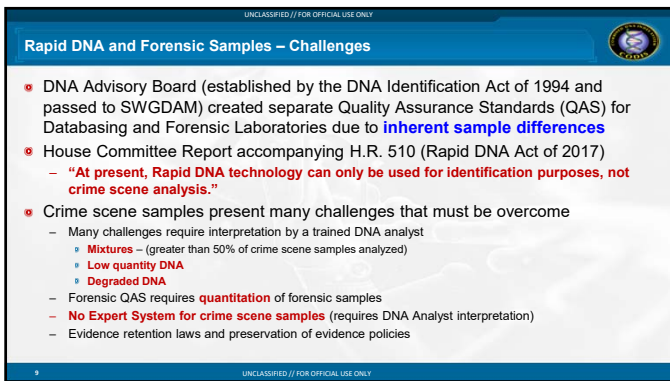 UNCLASSIFIED // FOR OFFICIAL USE ONLY
Rapid DNA and Forensic Samples – Challenges
CODIS
DNA Advisory Board (established by the DNA Identification Act of 1994 and
passed to SWGDAM) created separate Quality Assurance Standards (QAS) for
Databasing and Forensic Laboratories due to inherent sample differences
House Committee Report accompanying H.R. 510 (Rapid DNA Act of 2017)
– “At present, Rapid DNA technology can only be used for identification purposes, not
crime scene analysis.”
Crime scene samples present many challenges that must be overcome
– Many challenges require interpretation by a trained DNA analyst
Mixtures – (greater than 50% of crime scene samples analyzed)
Low quantity DNA
Degraded DNA
– Forensic QAS requires quantitation of forensic samples
– No Expert System for crime scene samples (requires DNA Analyst interpretation)
– Evidence retention laws and preservation of evidence policies
9
UNCLASSIFIED // FOR OFFICIAL USE ONLY